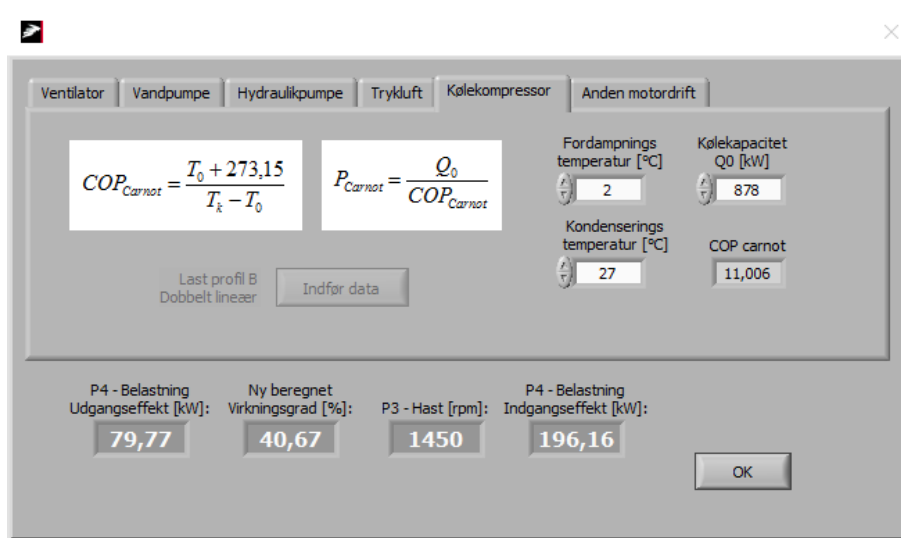 Ventilator Vandpumpe Hydraulikpumpe Trykluft Kølekompressor Anden motordrift
COP_Carnot = (T_0 + 273,15) / (T_k − T_0)
P_Carnot = Q_0 / COP_Carnot
Fordampnings
temperatur [ºC]
2
Kølekapacitet
Q0 [kW]
878
Kondenserings
temperatur [ºC]
27
COP carnot
11,006
Last profil B
Dobbelt lineær
Indfør data
P4 - Belastning
Udgangseffekt [kW]:
79,77
Ny beregnet
Virkningsgrad [%]:
40,67
P3 - Hast [rpm]:
1450
P4 - Belastning
Indgangseffekt [kW]:
196,16
OK